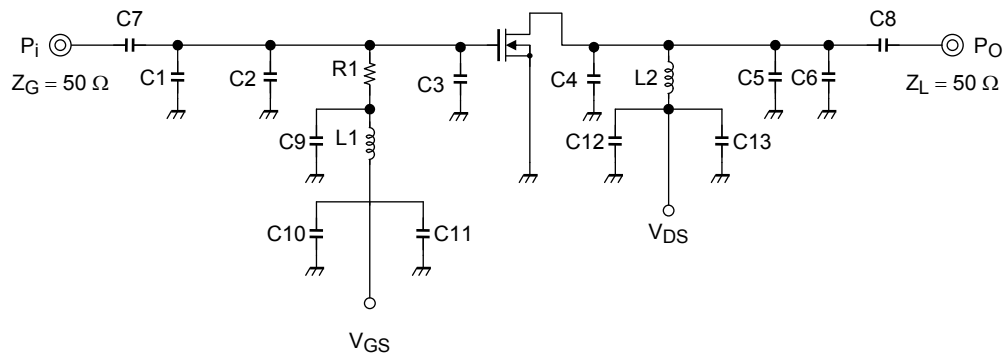 C7
C8
Pi
PO
ZG = 50 Ω
C1
C2
R1
C3
C4
L2
C5
C6
ZL = 50 Ω
C9
L1
C12
C13
C10
C11
VDS
VGS